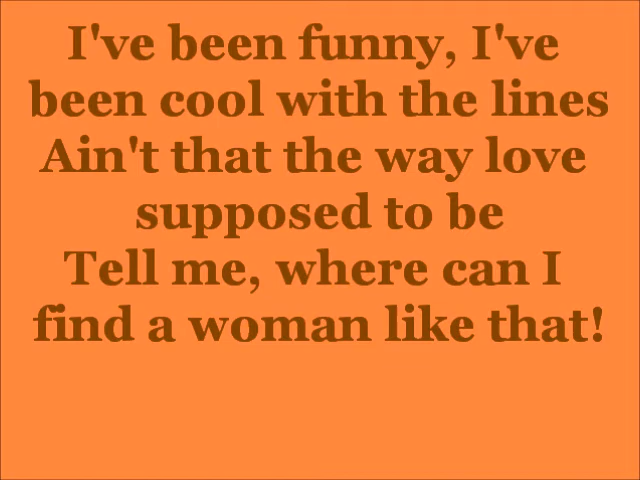 I've been funny, I've
been cool with the lines
Ain't that the way love
supposed to be
Tell me, where can I
find a woman like that!